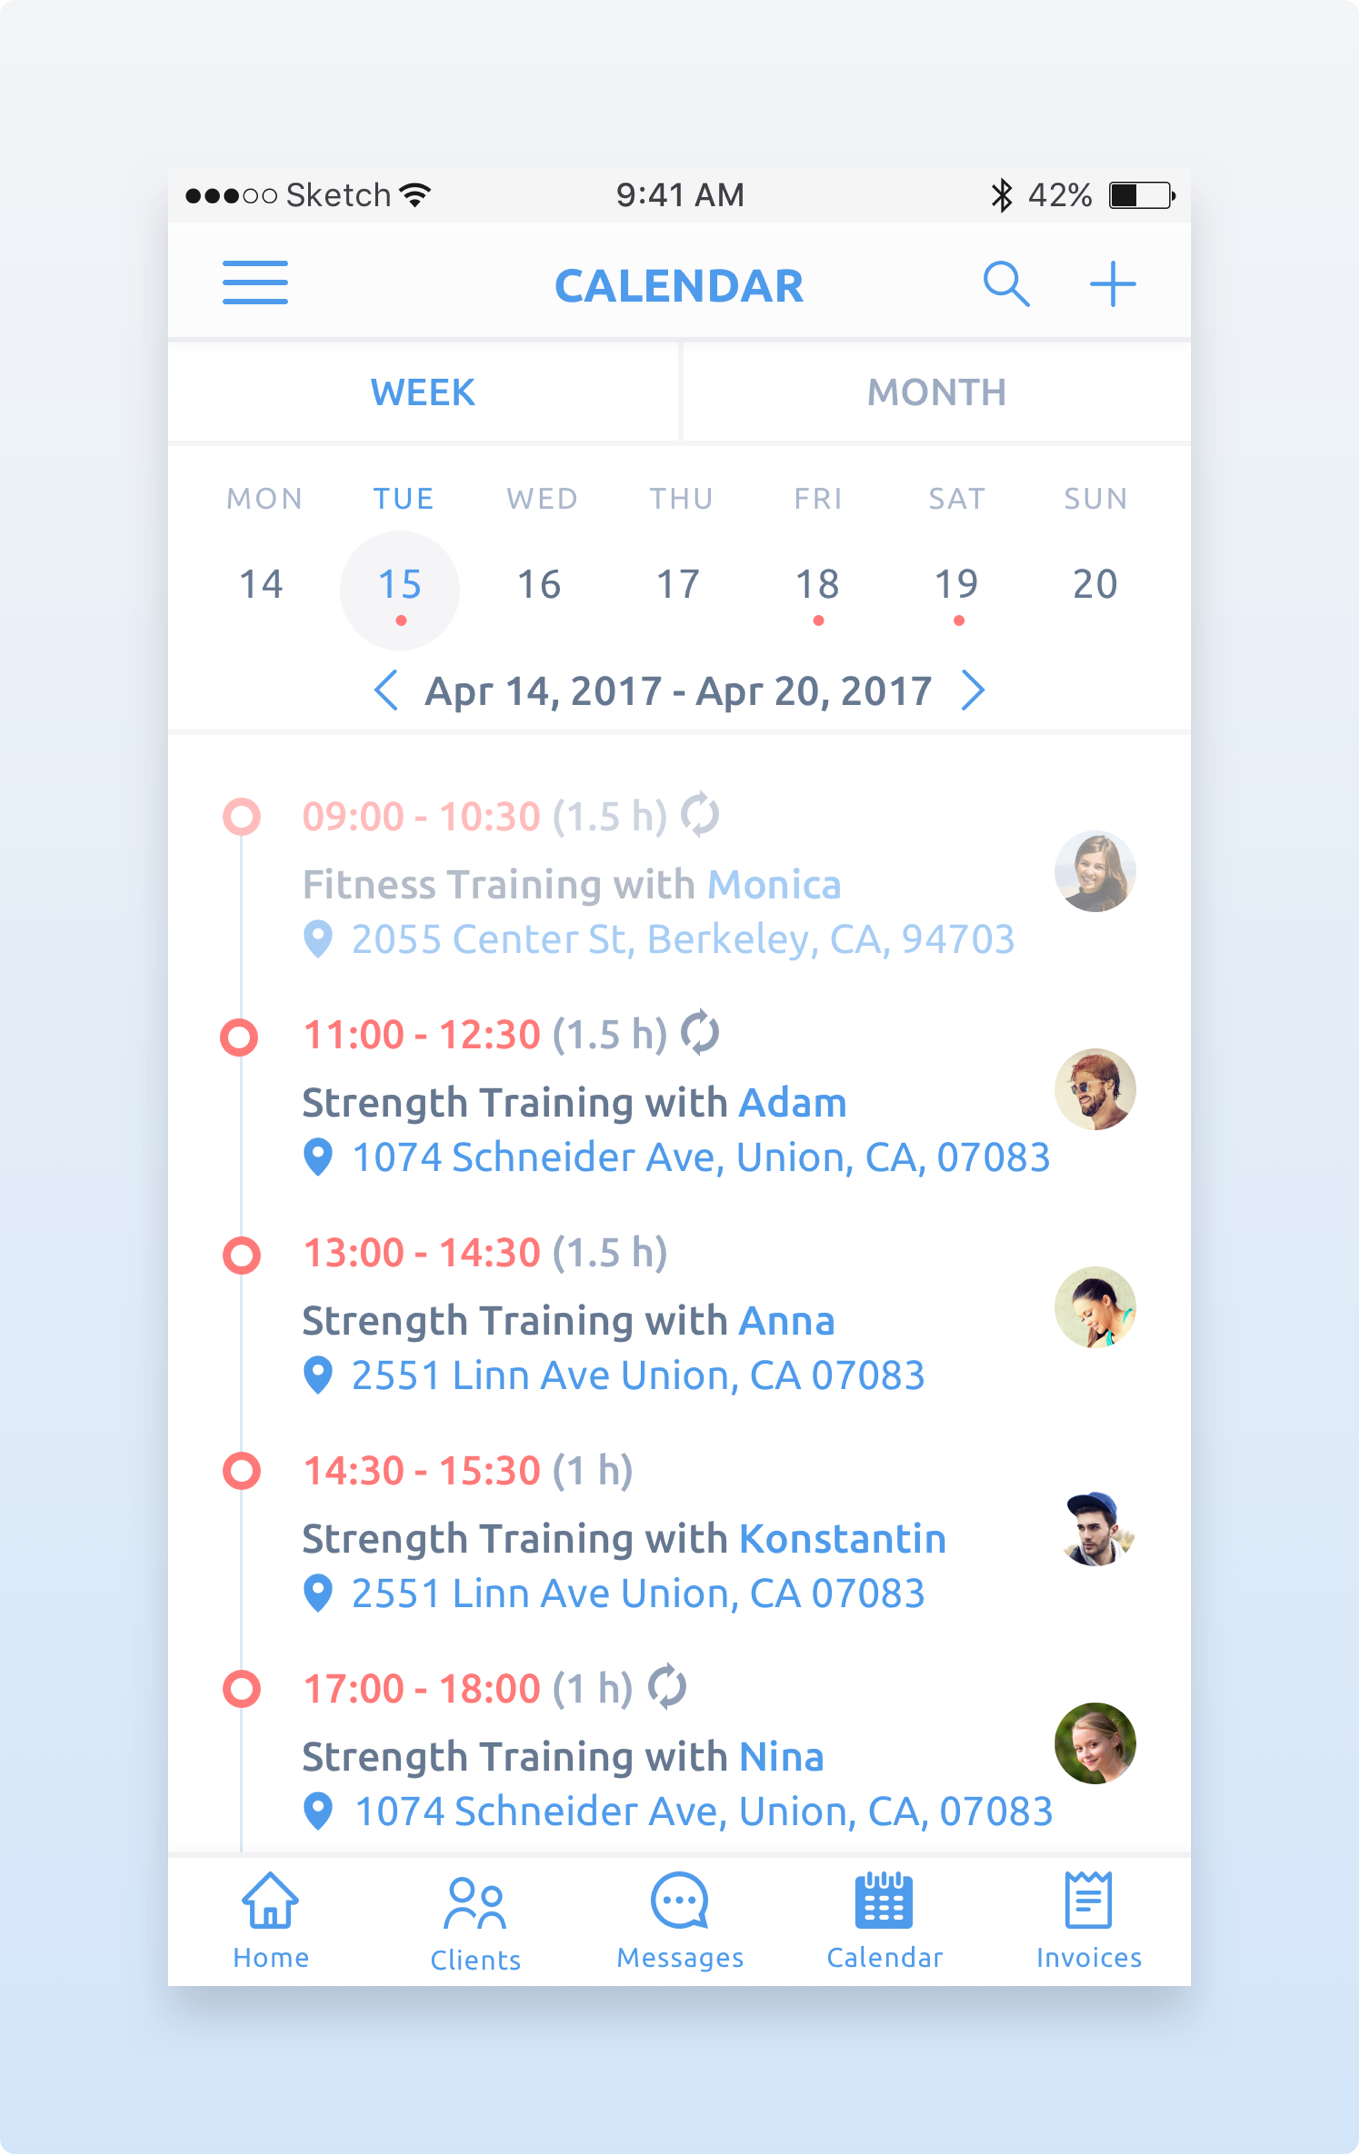 Sketch 9:41 AM 42%
CALENDAR
WEEK MONTH
MON TUE WED THU FRI SAT SUN
14 15 16 17 18 19 20
Apr 14, 2017 - Apr 20, 2017
09:00 - 10:30 (1.5 h)
Fitness Training with Monica
2055 Center St, Berkeley, CA, 94703
11:00 - 12:30 (1.5 h)
Strength Training with Adam
1074 Schneider Ave, Union, CA, 07083
13:00 - 14:30 (1.5 h)
Strength Training with Anna
2551 Linn Ave Union, CA 07083
14:30 - 15:30 (1 h)
Strength Training with Konstantin
2551 Linn Ave Union, CA 07083
17:00 - 18:00 (1 h)
Strength Training with Nina
1074 Schneider Ave, Union, CA, 07083
Home Clients Messages Calendar Invoices